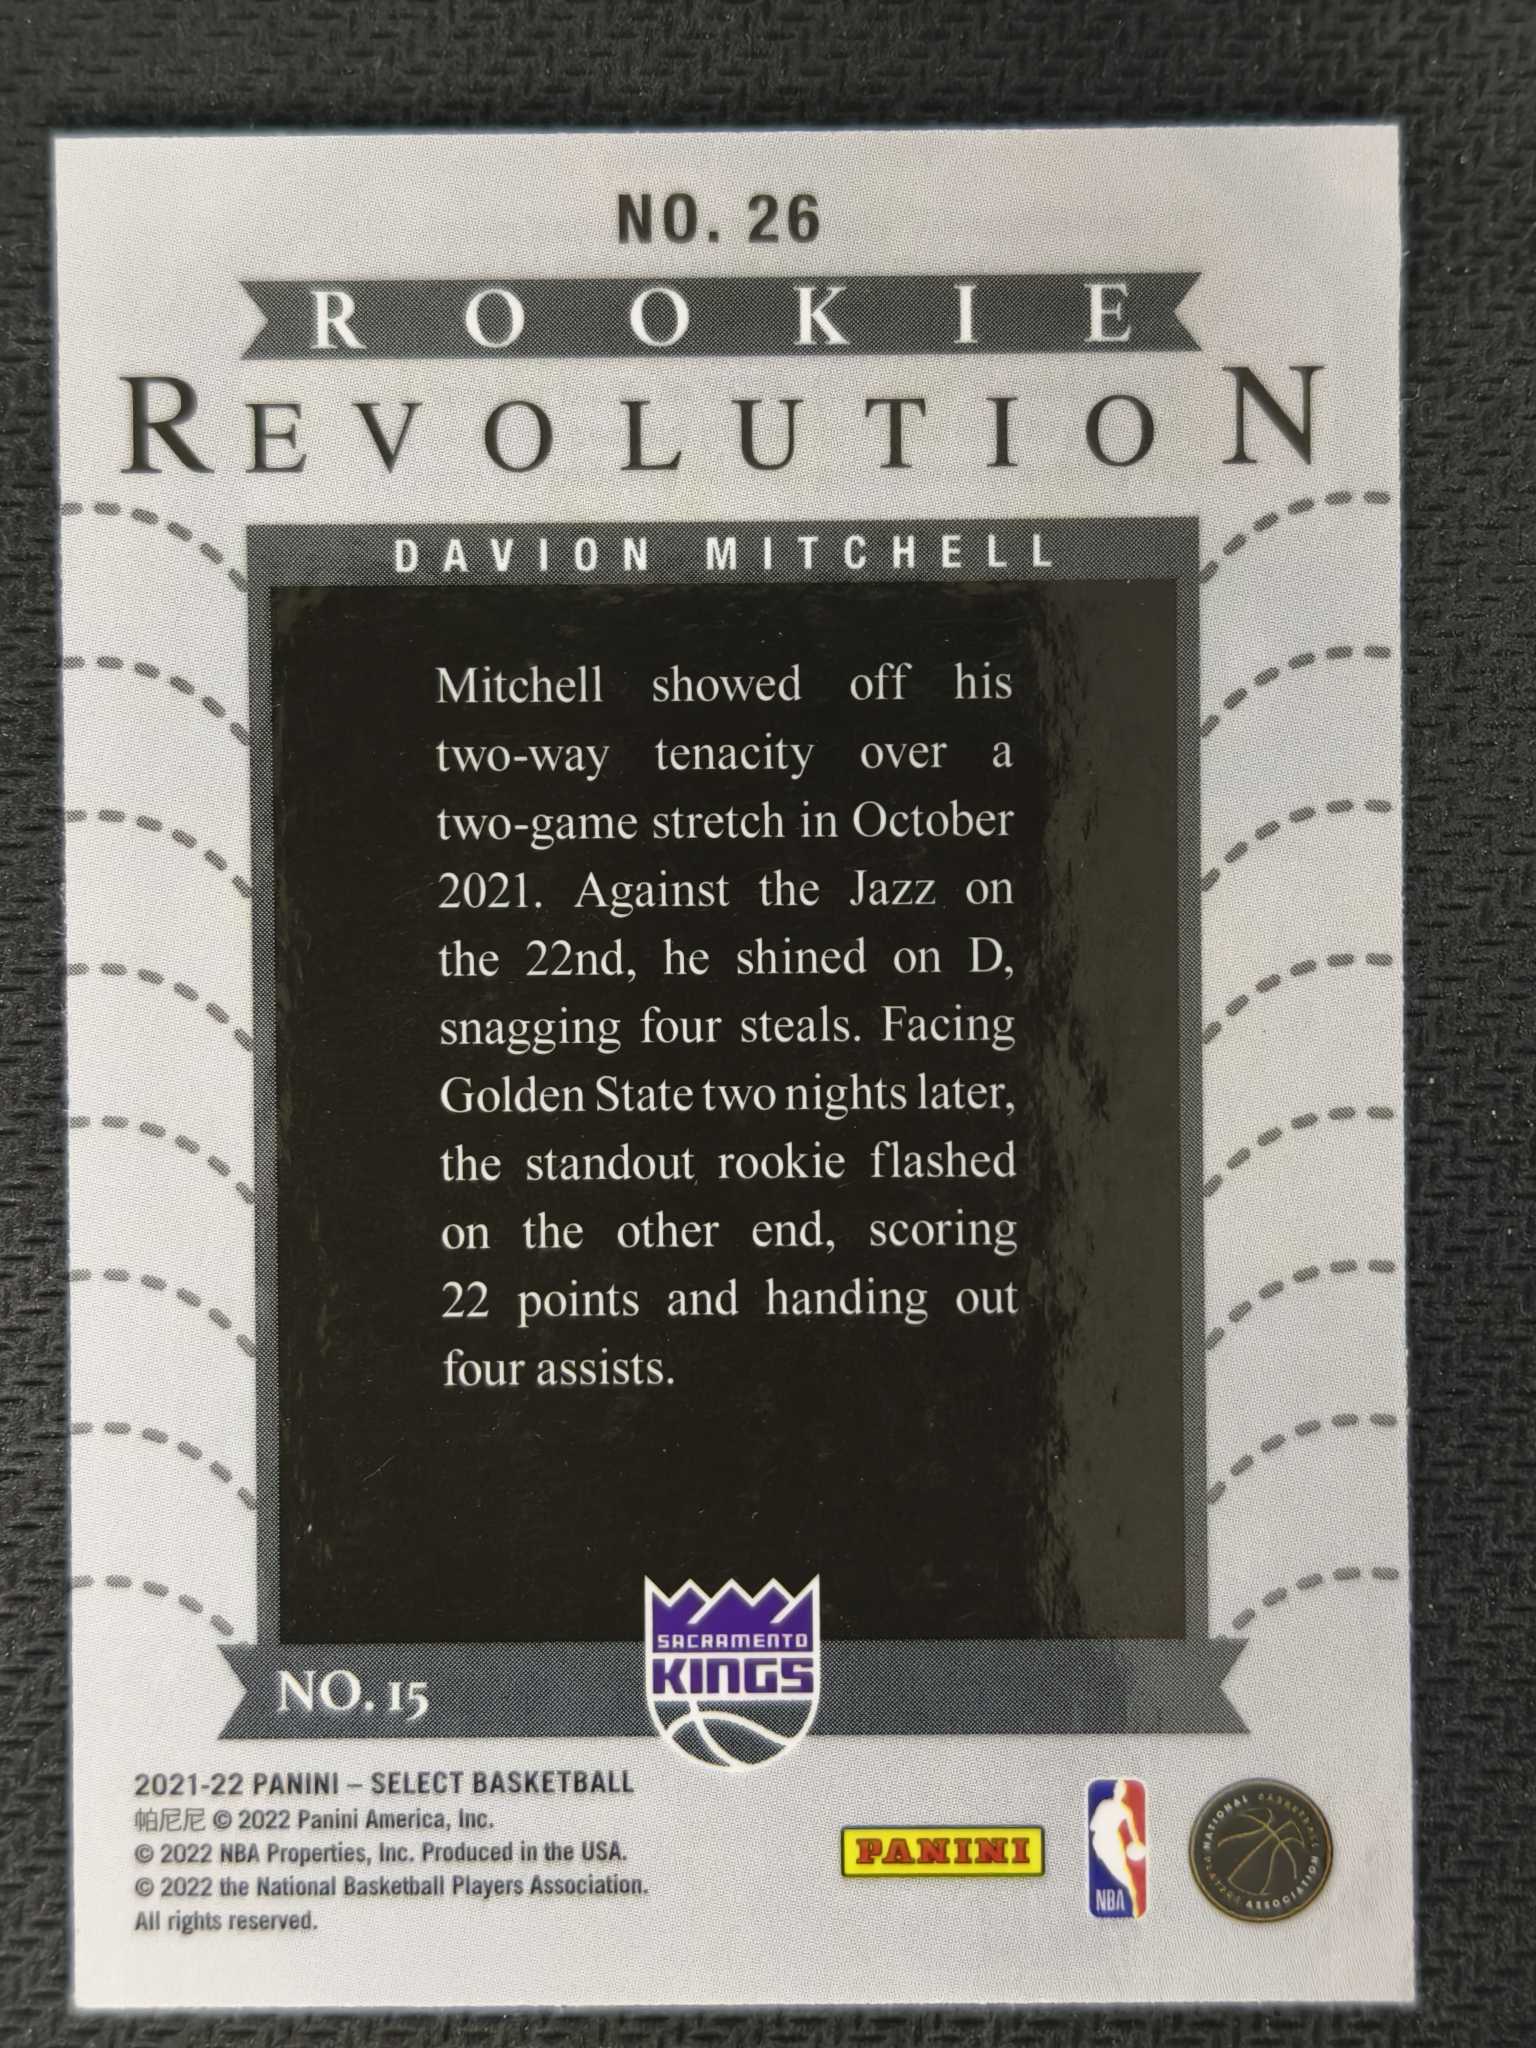 NO. 26
ROOKIE
REVOLUTION
DAVION MITCHELL
Mitchell showed off his
two-way tenacity over a
two-game stretch in October
2021. Against the Jazz on
the 22nd, he shined on D,
snagging four steals. Facing
Golden State two nights later,
the standout rookie flashed
on the other end, scoring
22 points and handing out
four assists.
SACRAMENTO
KINGS
NO. 15
2021-22 PANINI – SELECT BASKETBALL
帕尼尼 © 2022 Panini America, Inc.
© 2022 NBA Properties, Inc. Produced in the USA.
© 2022 the National Basketball Players Association.
All rights reserved.
PANINI
NBA
NATIONAL BASKETBALL PLAYERS ASSOCIATION